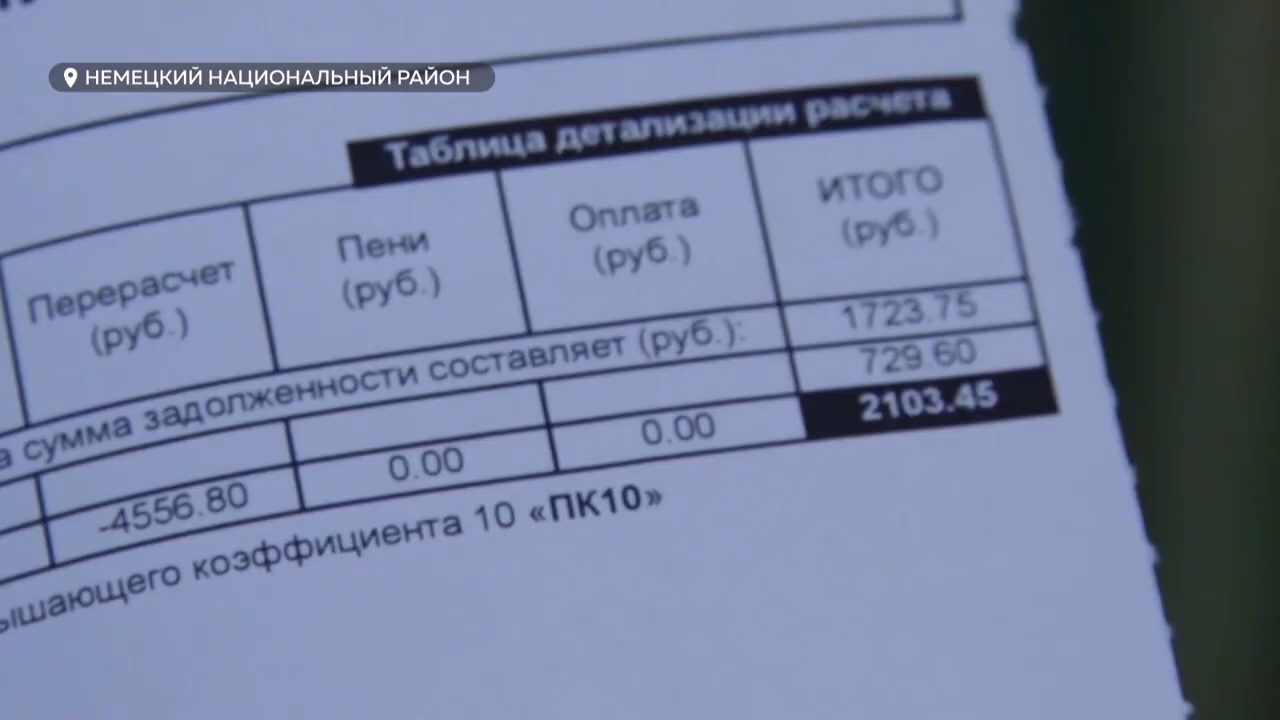 НЕМЕЦКИЙ НАЦИОНАЛЬНЫЙ РАЙОН
Таблица детализации расчета
Перерасчет (руб.)
Пени (руб.)
Оплата (руб.)
ИТОГО (руб.)
сумма задолженности составляет (руб.): 1723.75
729.60
-4556.80 0.00 0.00 2103.45
коэффициента 10 «ПК10»